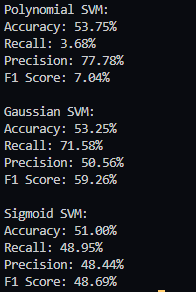 Polynomial SVM:
Accuracy: 53.75%
Recall: 3.68%
Precision: 77.78%
F1 Score: 7.04%

Gaussian SVM:
Accuracy: 53.25%
Recall: 71.58%
Precision: 50.56%
F1 Score: 59.26%

Sigmoid SVM:
Accuracy: 51.00%
Recall: 48.95%
Precision: 48.44%
F1 Score: 48.69%